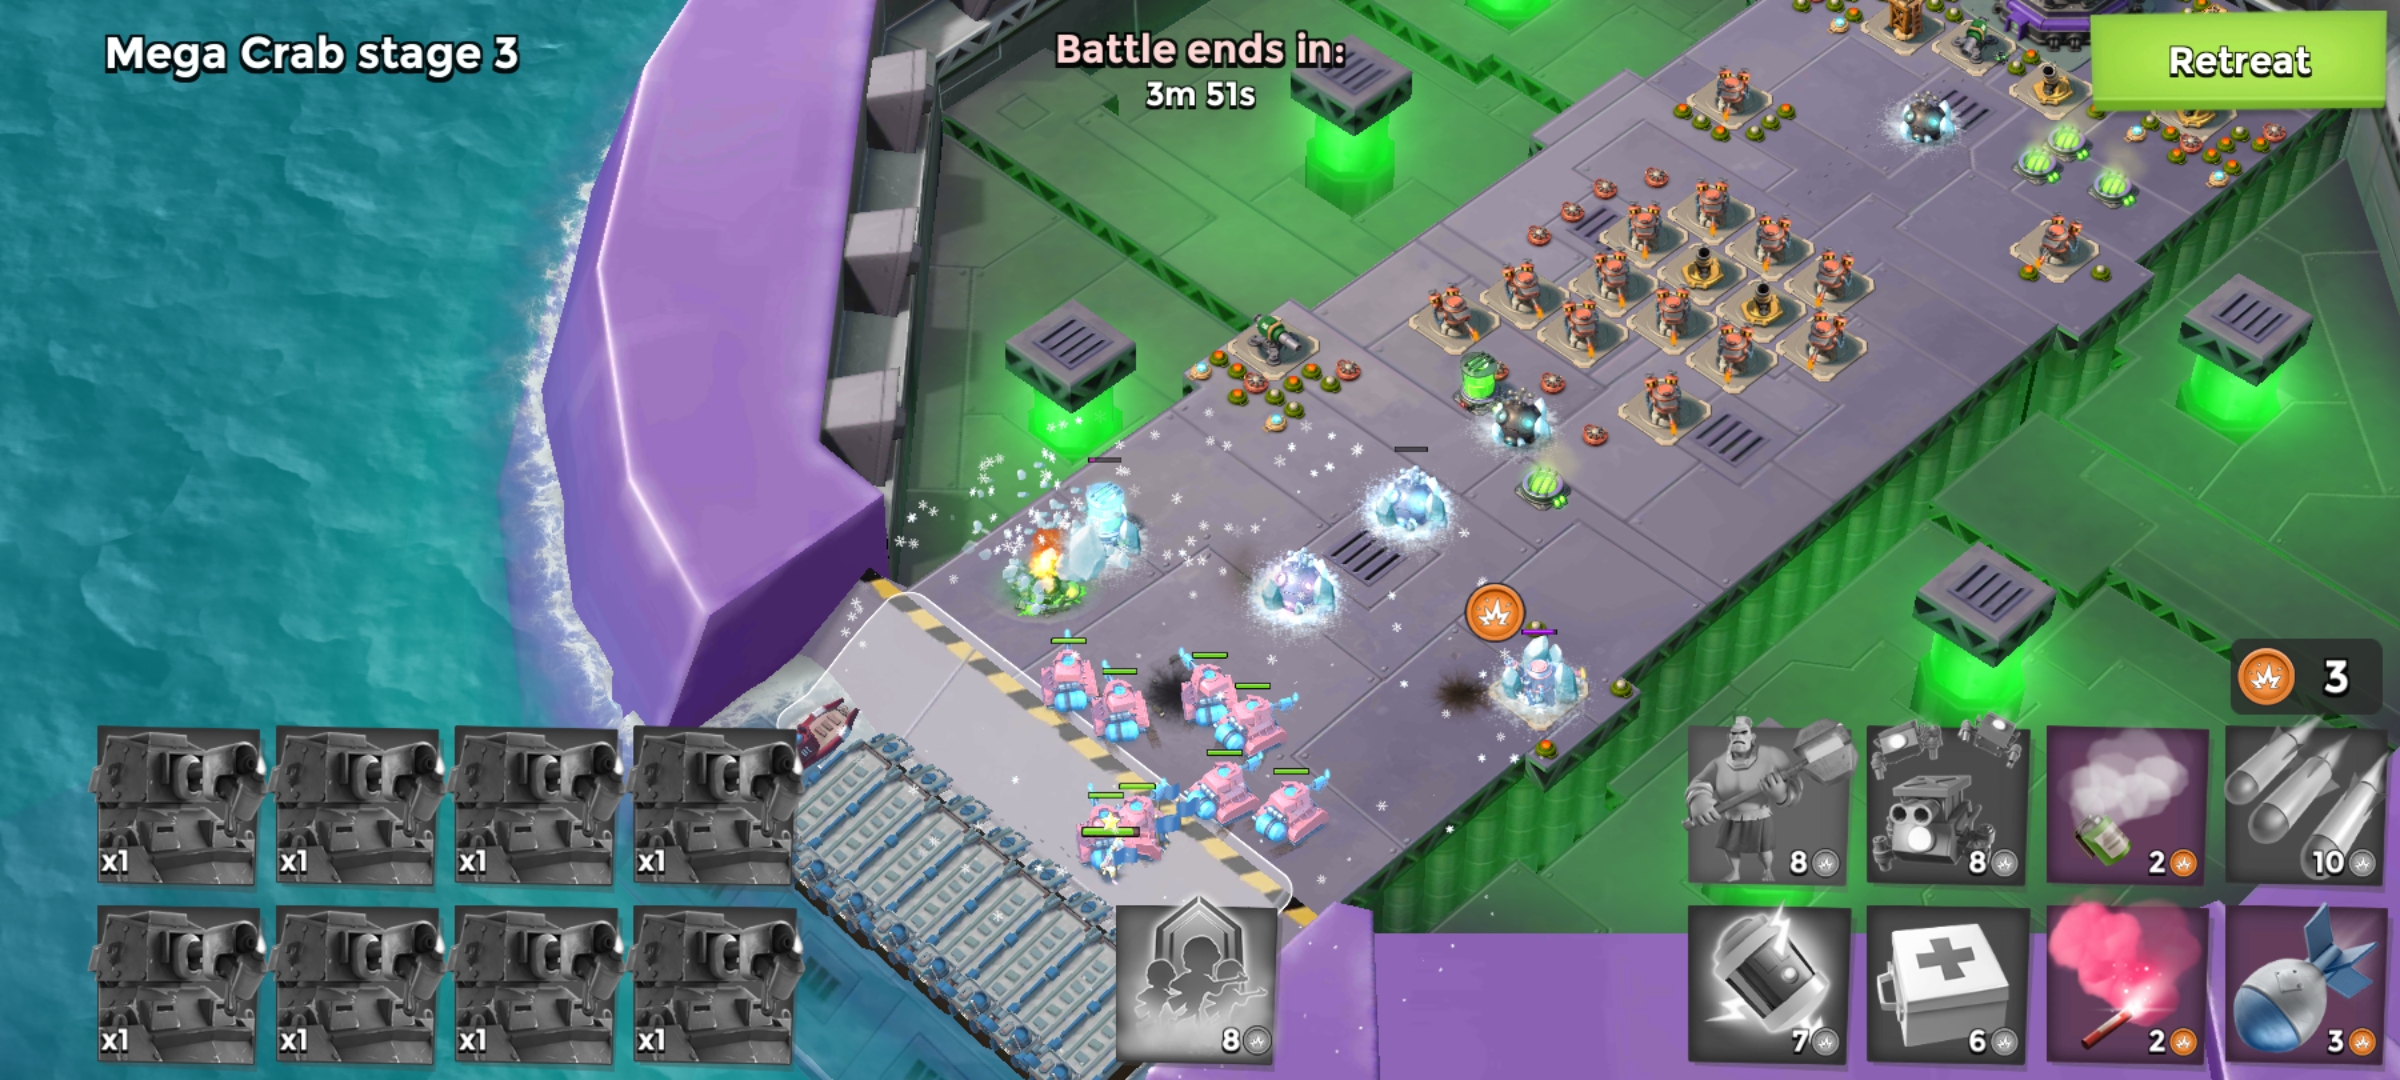 Mega Crab stage 3
Battle ends in:
3m 51s
Retreat
3
x1
x1
x1
x1
8
8
2
10
x1
x1
x1
x1
8
7
6
2
3